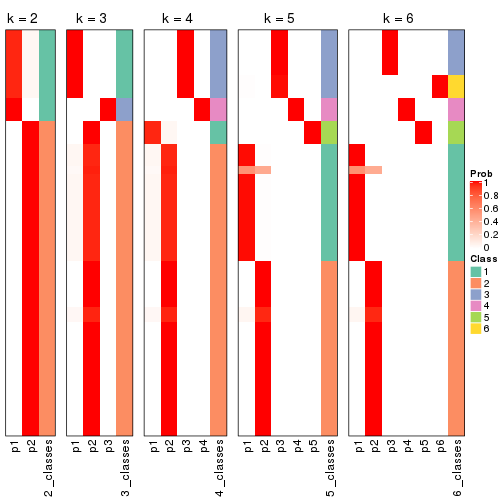 k = 2
k = 3
k = 4
k = 5
k = 6
p1
p2
2_classes
p1
p2
p3
3_classes
p1
p2
p3
p4
4_classes
p1
p2
p3
p4
p5
5_classes
p1
p2
p3
p4
p5
p6
6_classes
Prob
1
0.8
0.6
0.4
0.2
0
Class
1
2
3
4
5
6